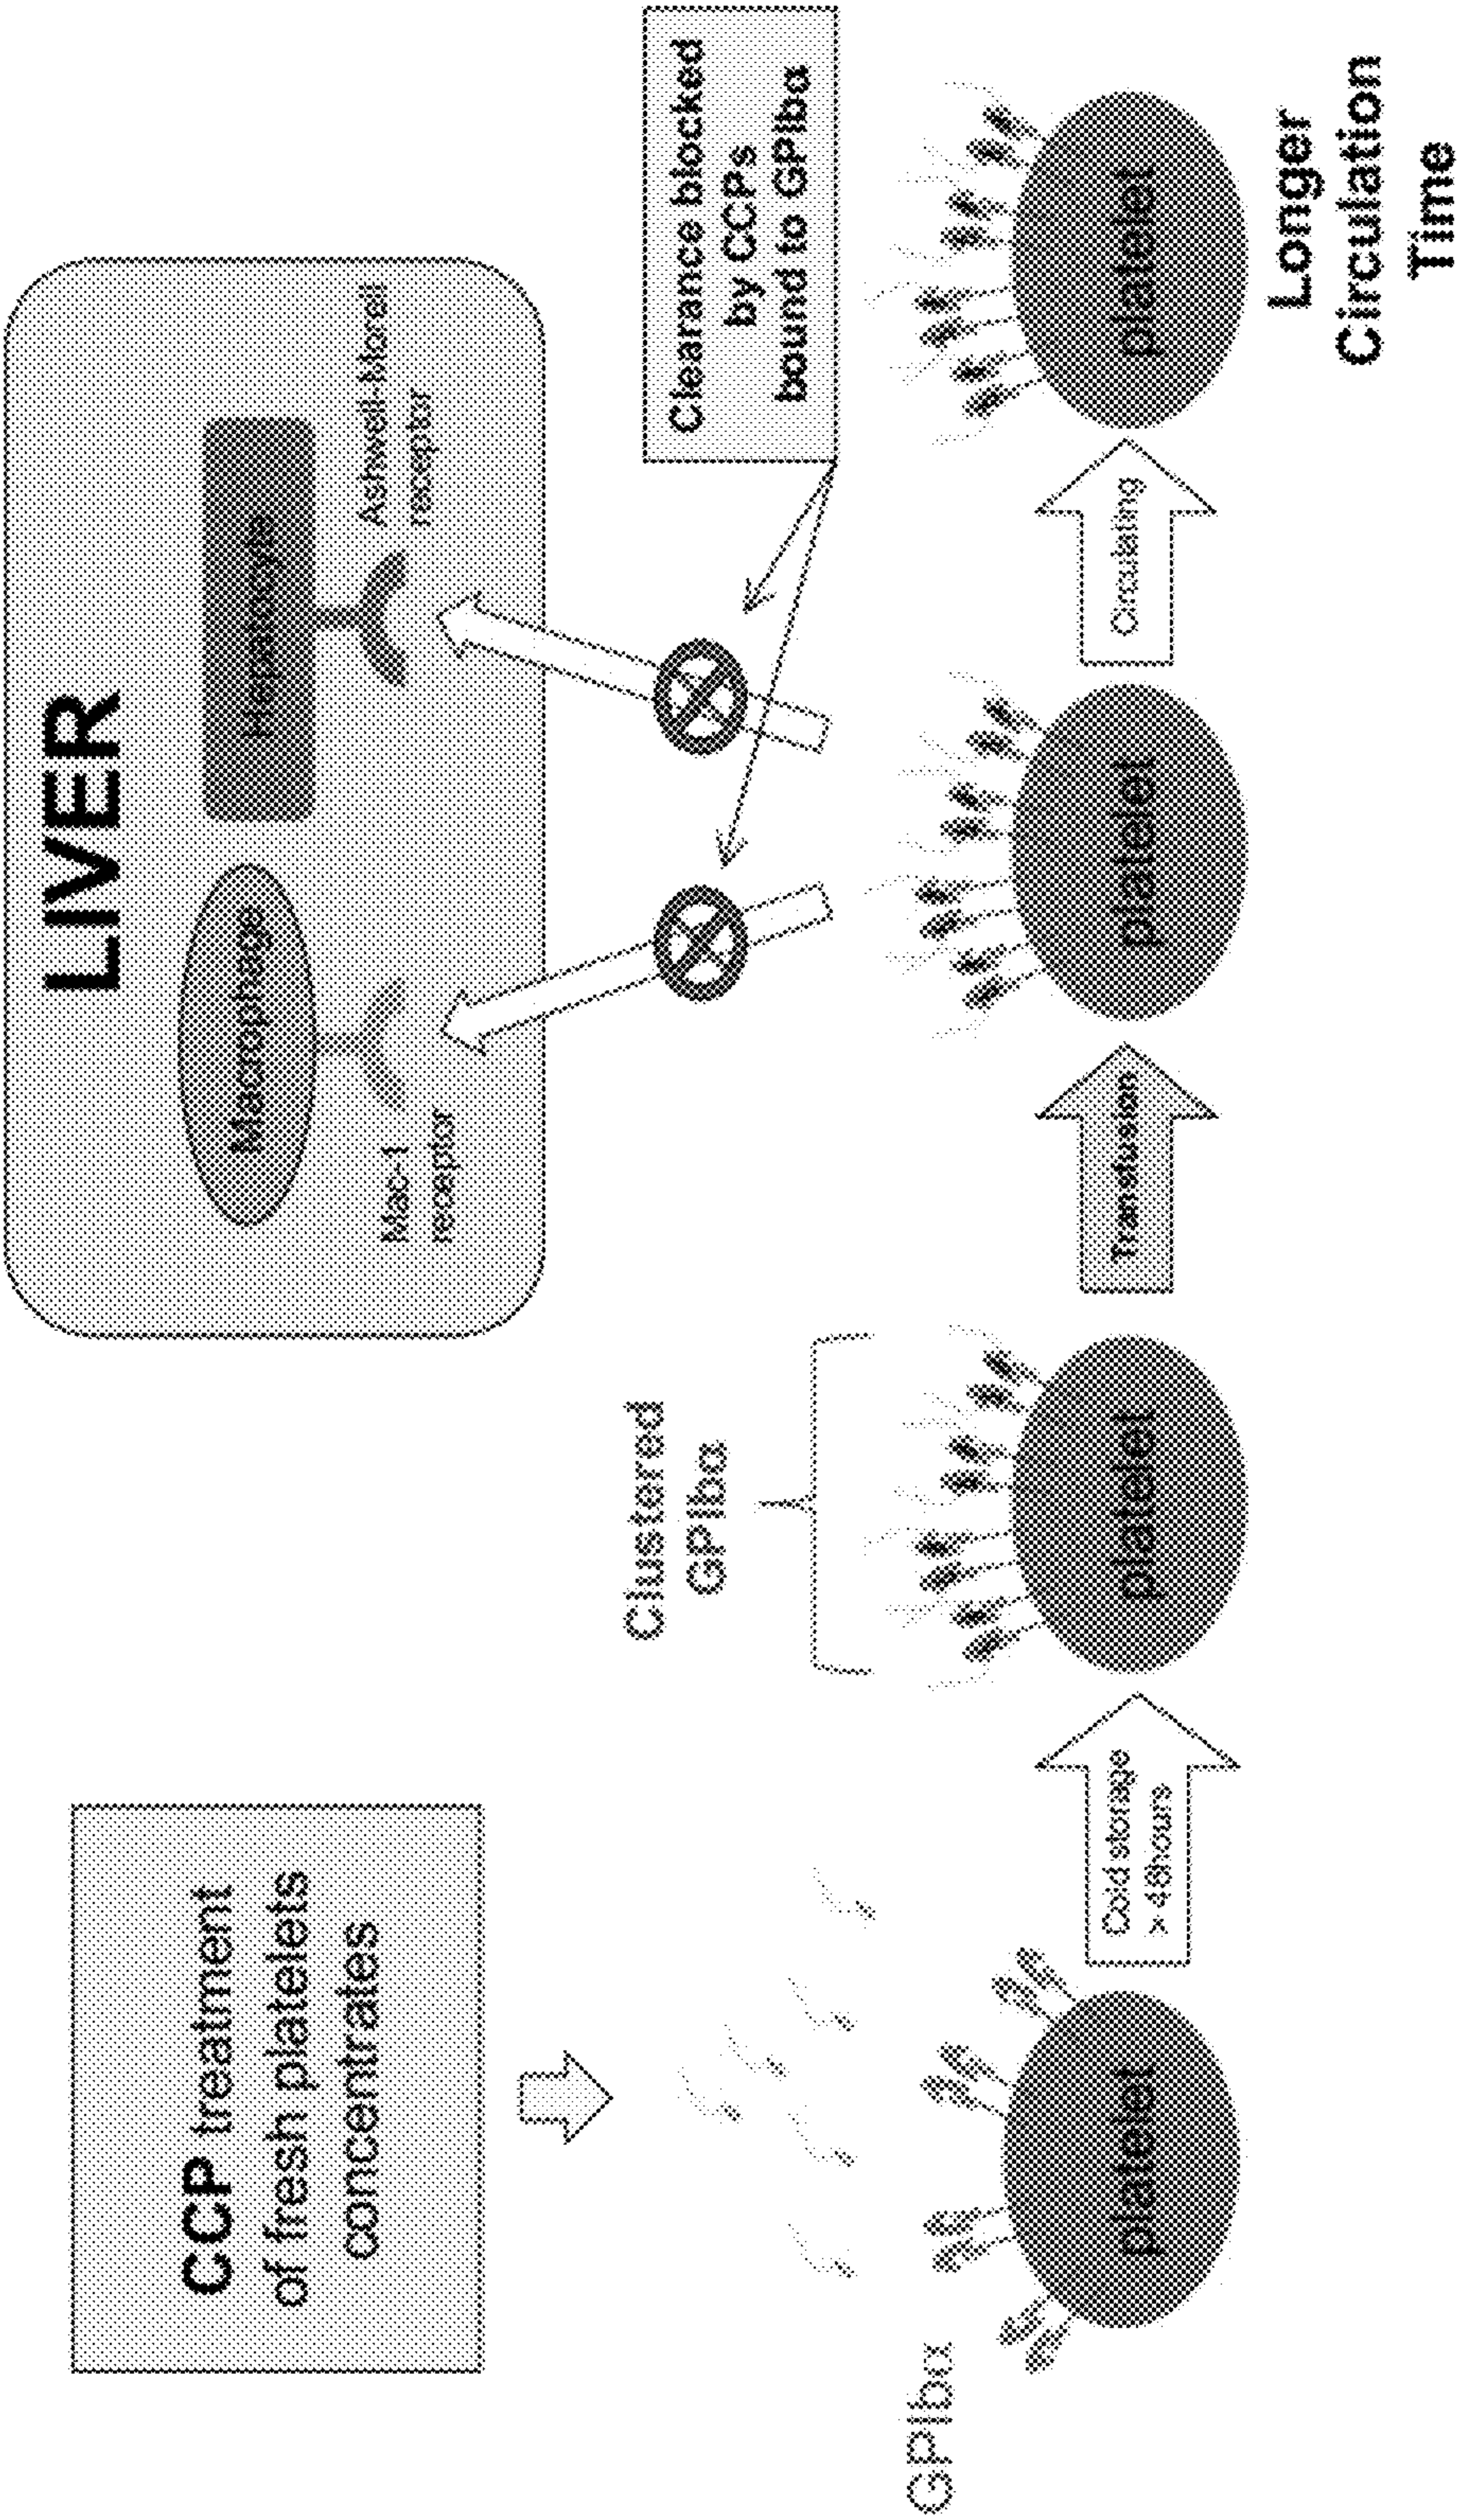 CCP treatment
of fresh platelets
concentrates
GPIbα
platelet
Cold storage
> 48hours
Clustered
GPIbα
platelet
Transfusion
LIVER
Macrophage
Hepatocyte
Mac-1
receptor
Ashwell-Morell
receptor
platelet
Clearance blocked
by CCPs
bound to GPIbα
Circulating
platelet
Longer
Circulation
Time